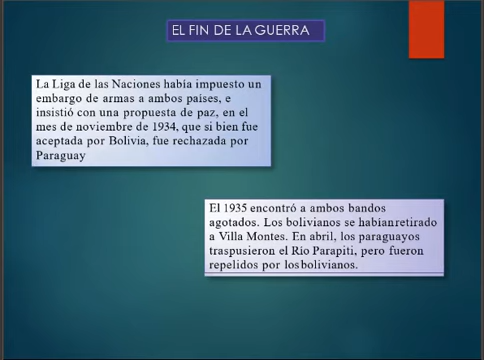 EL FIN DE LA GUERRA
La Liga de las Naciones había impuesto un
embargo de armas a ambos países, e
insistió con una propuesta de paz, en el
mes de noviembre de 1934, que si bien fue
aceptada por Bolivia, fue rechazada por
Paraguay
El 1935 encontró a ambos bandos
agotados. Los bolivianos se habíanretirado
a Villa Montes. En abril, los paraguayos
traspusieron el Río Parapiti, pero fueron
repelidos por losbolivianos.